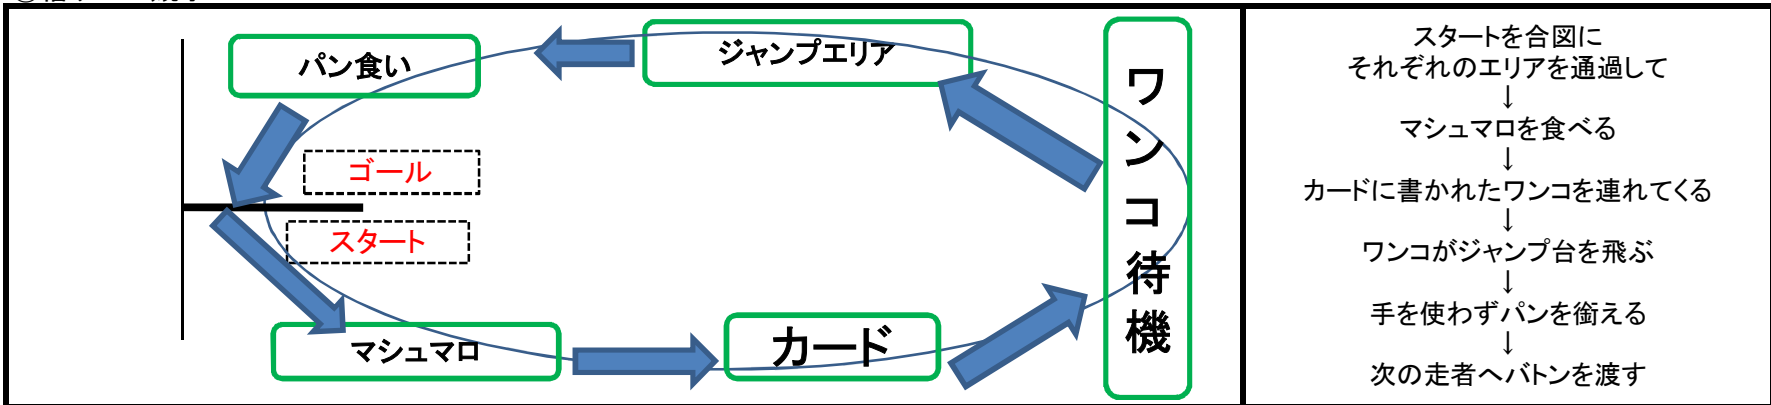 パン食い
ジャンプエリア
ワンコ待機
ゴール
スタート
マシュマロ
カード
スタートを合図に
それぞれのエリアを通過して
↓
マシュマロを食べる
↓
カードに書かれたワンコを連れてくる
↓
ワンコがジャンプ台を飛ぶ
↓
手を使わずパンを銜える
↓
次の走者へバトンを渡す